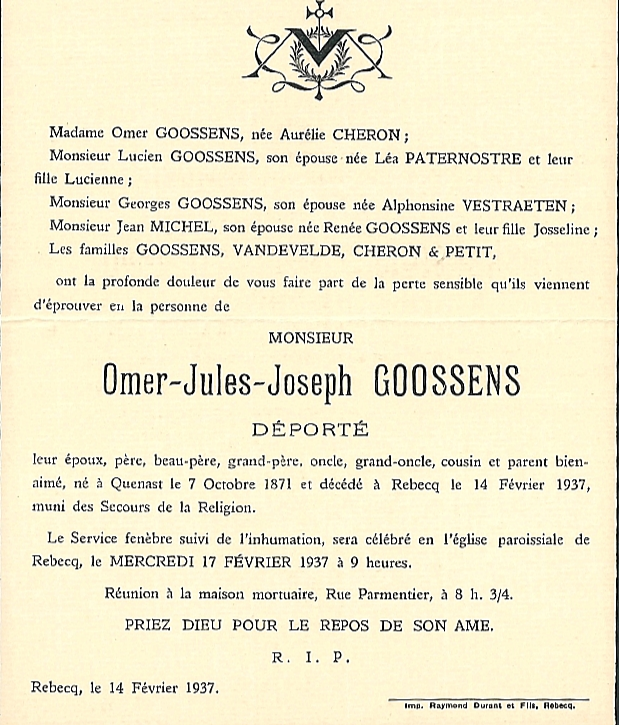 Madame Omer GOOSSENS, née Aurélie CHERON ;
Monsieur Lucien GOOSSENS, son épouse née Léa PATERNOSTRE et leur
fille Lucienne ;
Monsieur Georges GOOSSENS, son épouse née Alphonsine VESTRAETEN ;
Monsieur Jean MICHEL, son épouse née Renée GOOSSENS et leur fille Josseline ;
Les familles GOOSSENS, VANDEVELDE, CHERON & PETIT,
ont la profonde douleur de vous faire part de la perte sensible qu'ils viennent
d'éprouver en la personne de
MONSIEUR
Omer-Jules-Joseph GOOSSENS
DÉPORTÉ
leur époux, père, beau-père, grand-père, oncle, grand-oncle, cousin et parent bien-
aimé, né à Quenast le 7 Octobre 1871 et décédé à Rebecq le 14 Février 1937,
muni des Secours de la Religion.
Le Service fenèbre suivi de l'inhumation, sera célébré en l'église paroissiale de
Rebecq, le MERCREDI 17 FÉVRIER 1937 à 9 heures.
Réunion à la maison mortuaire, Rue Parmentier, à 8 h. 3/4.
PRIEZ DIEU POUR LE REPOS DE SON AME.
R. I. P.
Rebecq, le 14 Février 1937.
Imp. Raymond Durant et Fils, Rebecq.